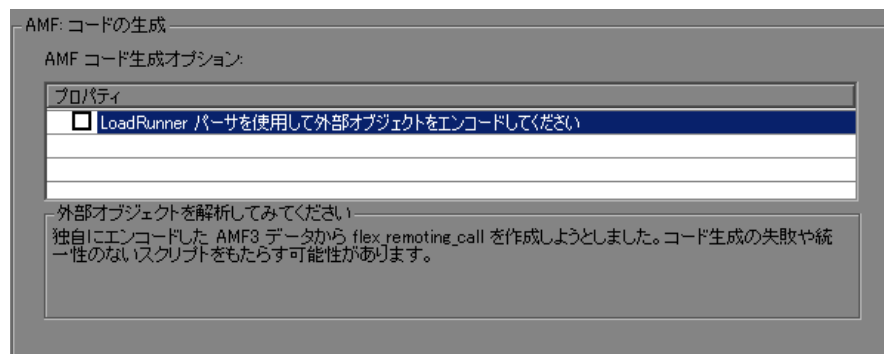 AMF: コードの生成
AMF コード生成オプション:
プロパティ
LoadRunner パーサを使用して外部オブジェクトをエンコードしてください
外部オブジェクトを解析してみてください
独自にエンコードした AMF3 データから flex_remoting_call を作成しようとしました。コード生成の失敗や統
一性のないスクリプトをもたらす可能性があります。